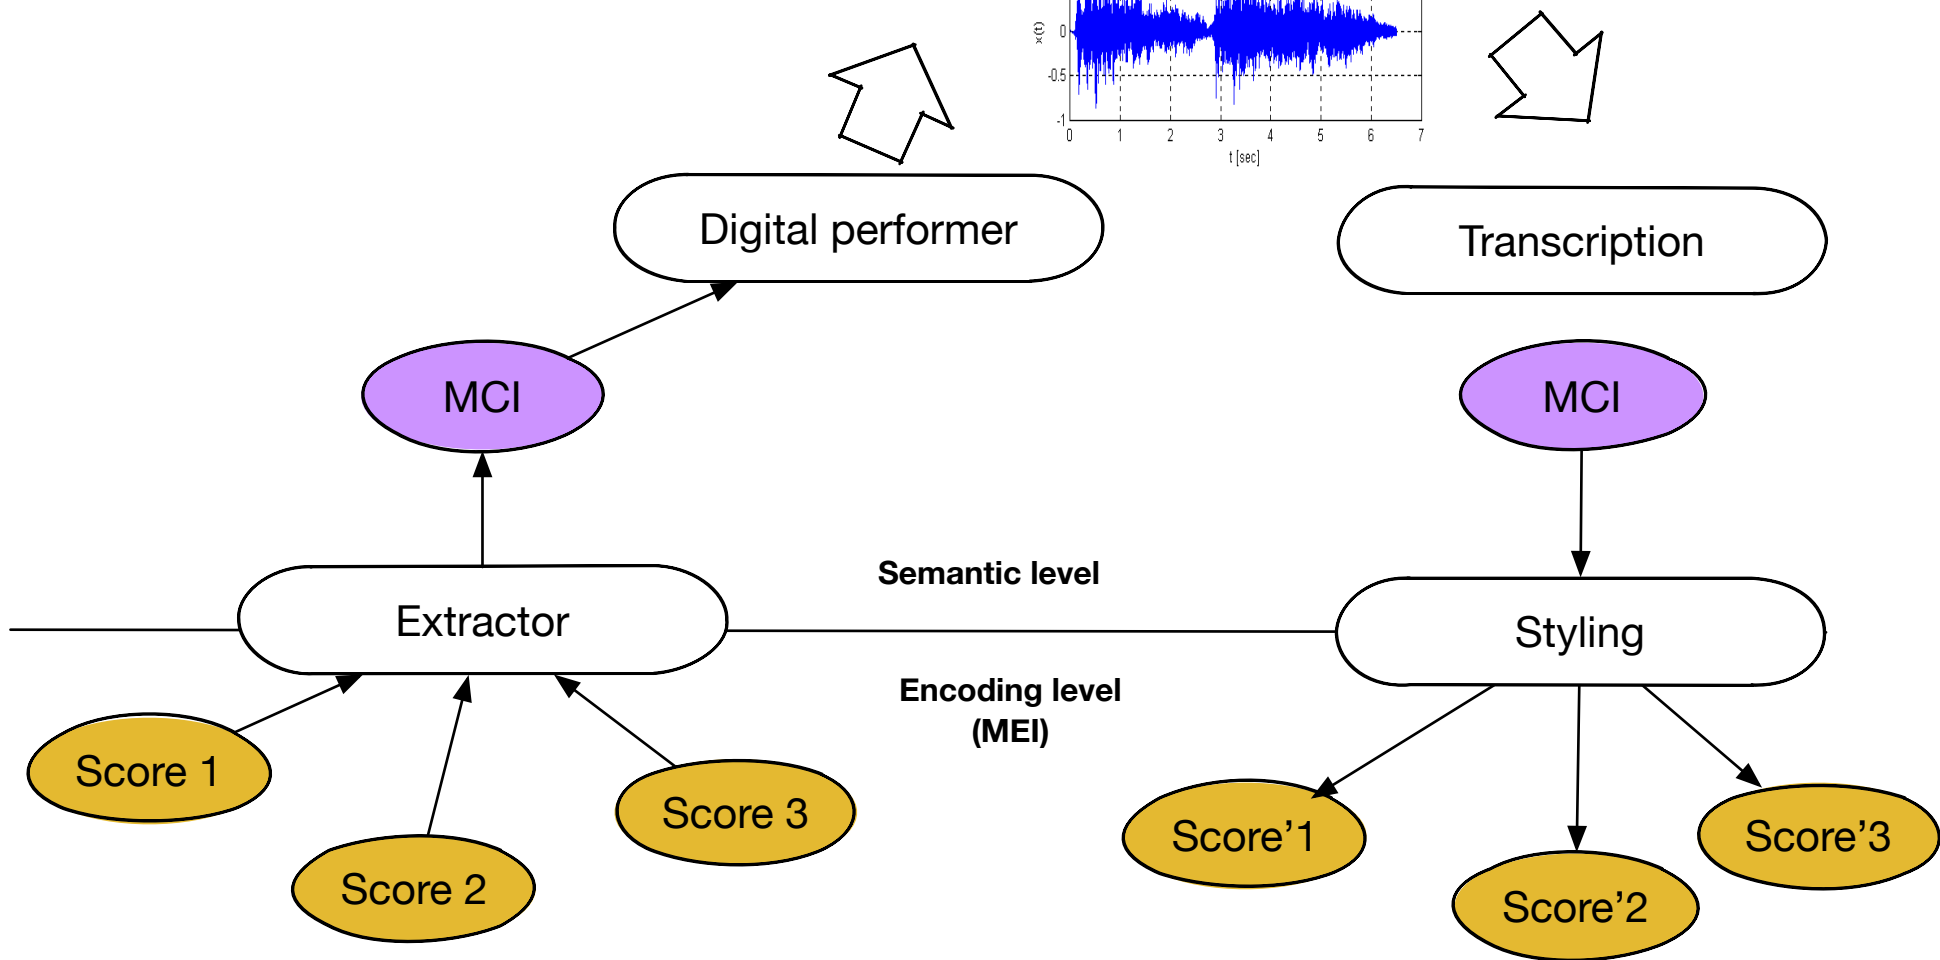 x(t)
0
-0.5
-1
0 1 2 3 4 5 6 7
t [sec]
Digital performer
Transcription
MCI
MCI
Semantic level
Extractor
Styling
Encoding level
(MEI)
Score 1
Score 3
Score 2
Score’1
Score’3
Score’2